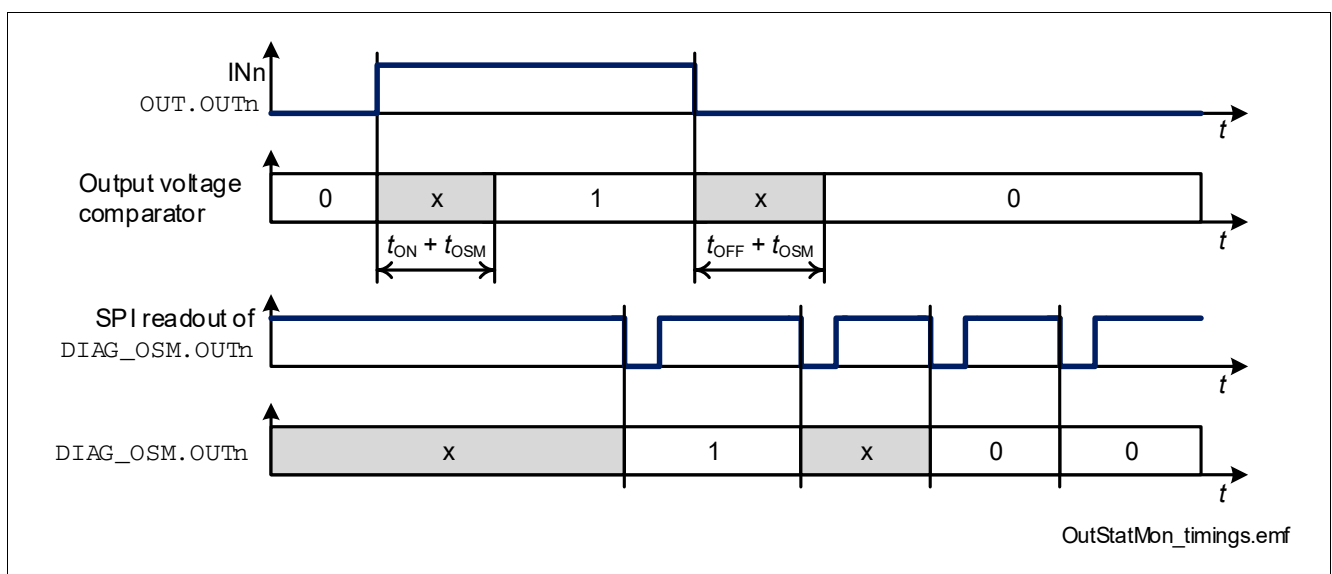 INn
OUT.OUTn
t
Output voltage
comparator
0 x 1 x 0
t
tON + tOSM tOFF + tOSM
SPI readout of
DIAG_OSM.OUTn
t
DIAG_OSM.OUTn
x 1 x 0 0
t
OutStatMon_timings.emf